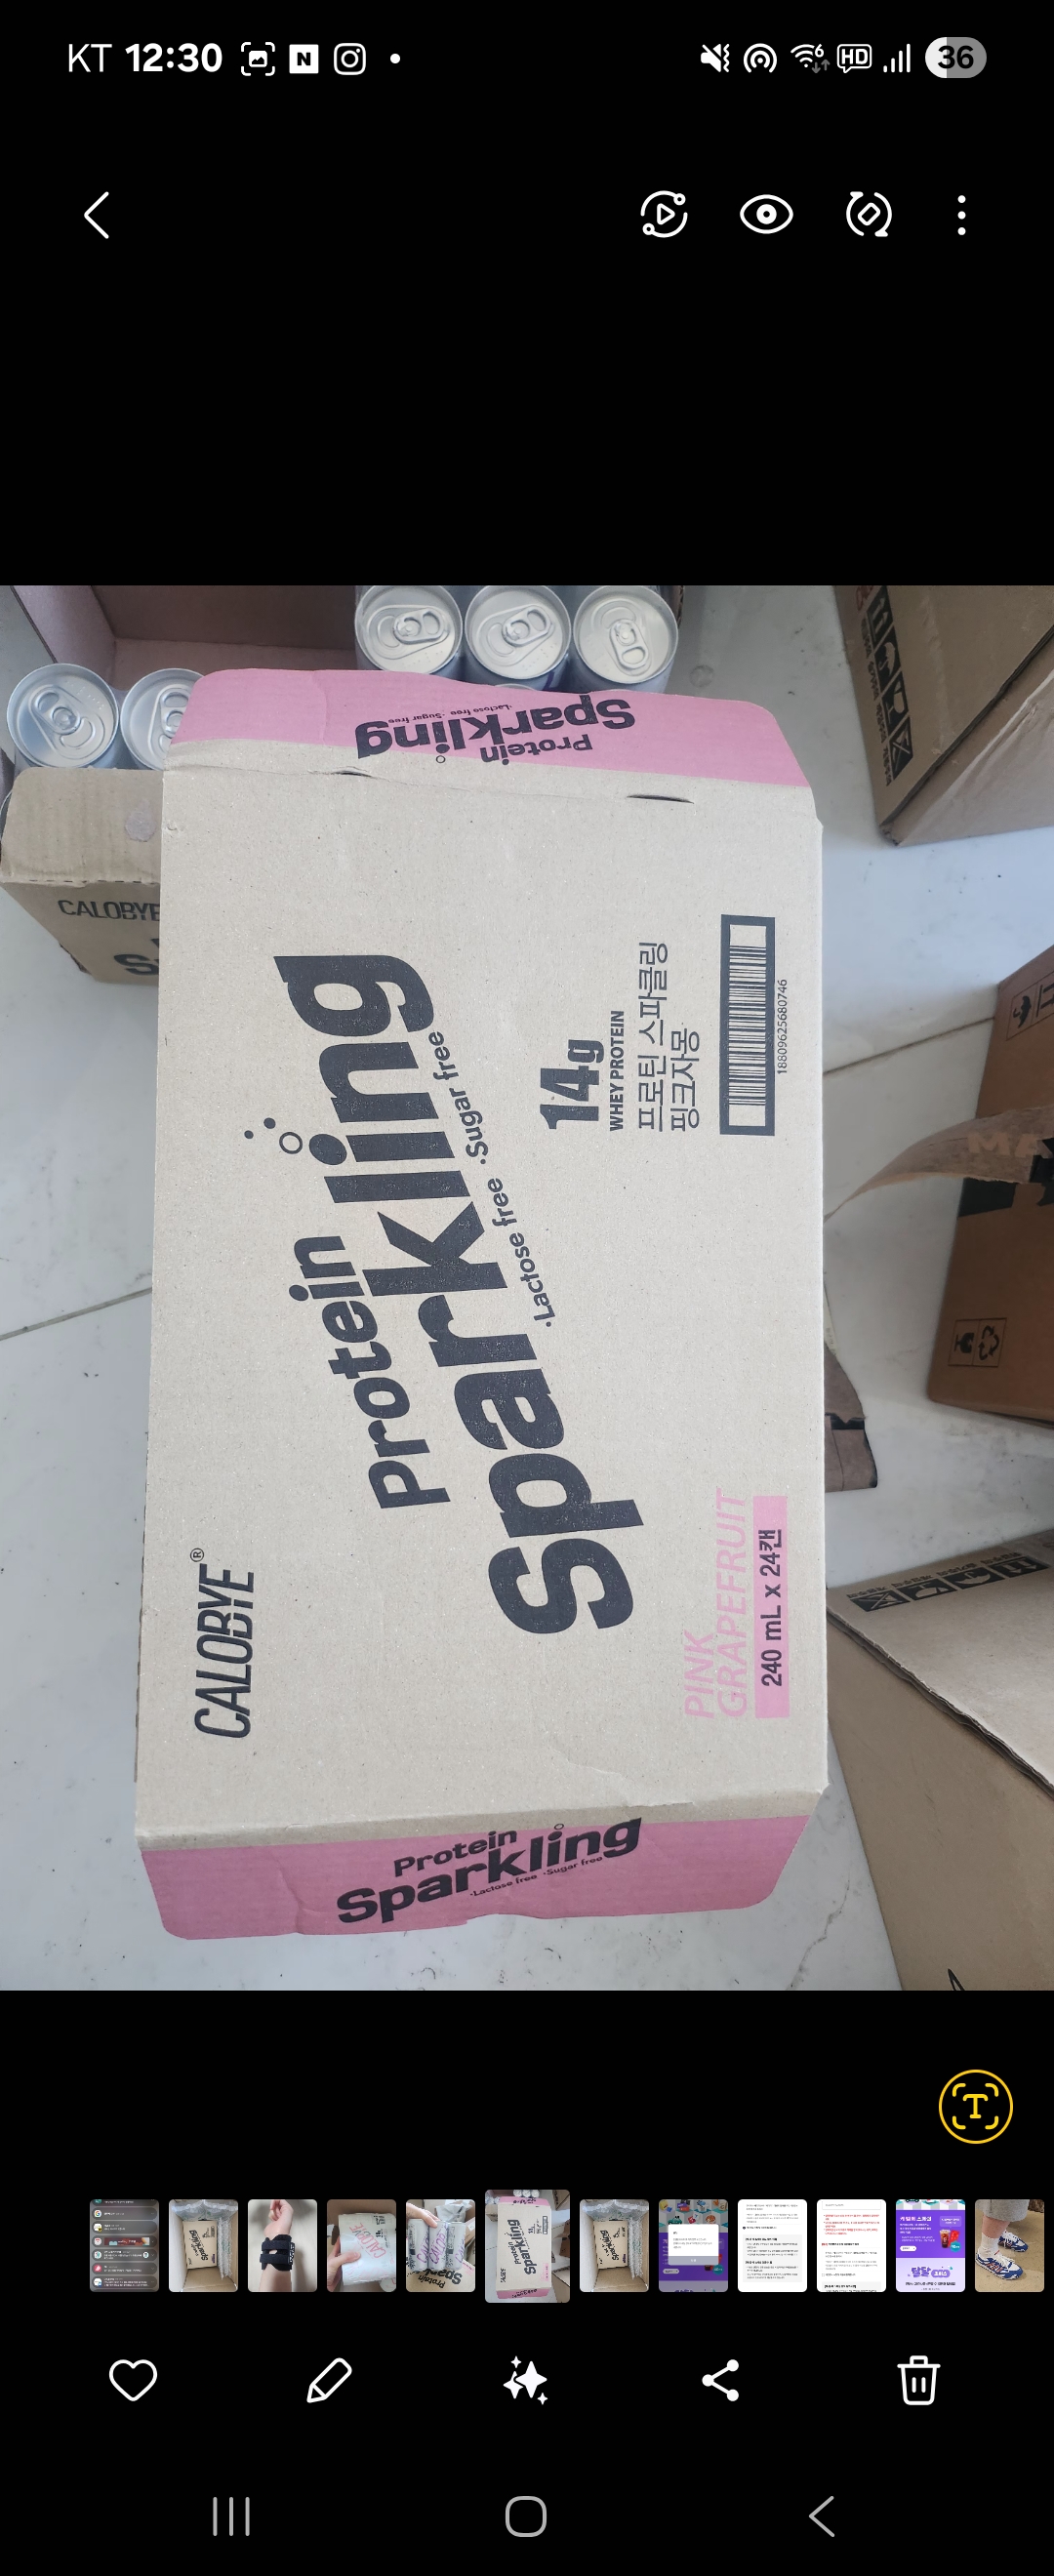 KT 12:30
HD
36
Protein
Sparkling
·Lactose free ·Sugar free
CALOBYE
CALOBYE®
Protein
Sparkling
·Lactose free ·Sugar free
14g
WHEY PROTEIN
프로틴 스파클링
핑크자몽
18809625680746
PINK
GRAPEFRUIT
240 mL x 24캔
Protein
Sparkling
·Lactose free ·Sugar free
T